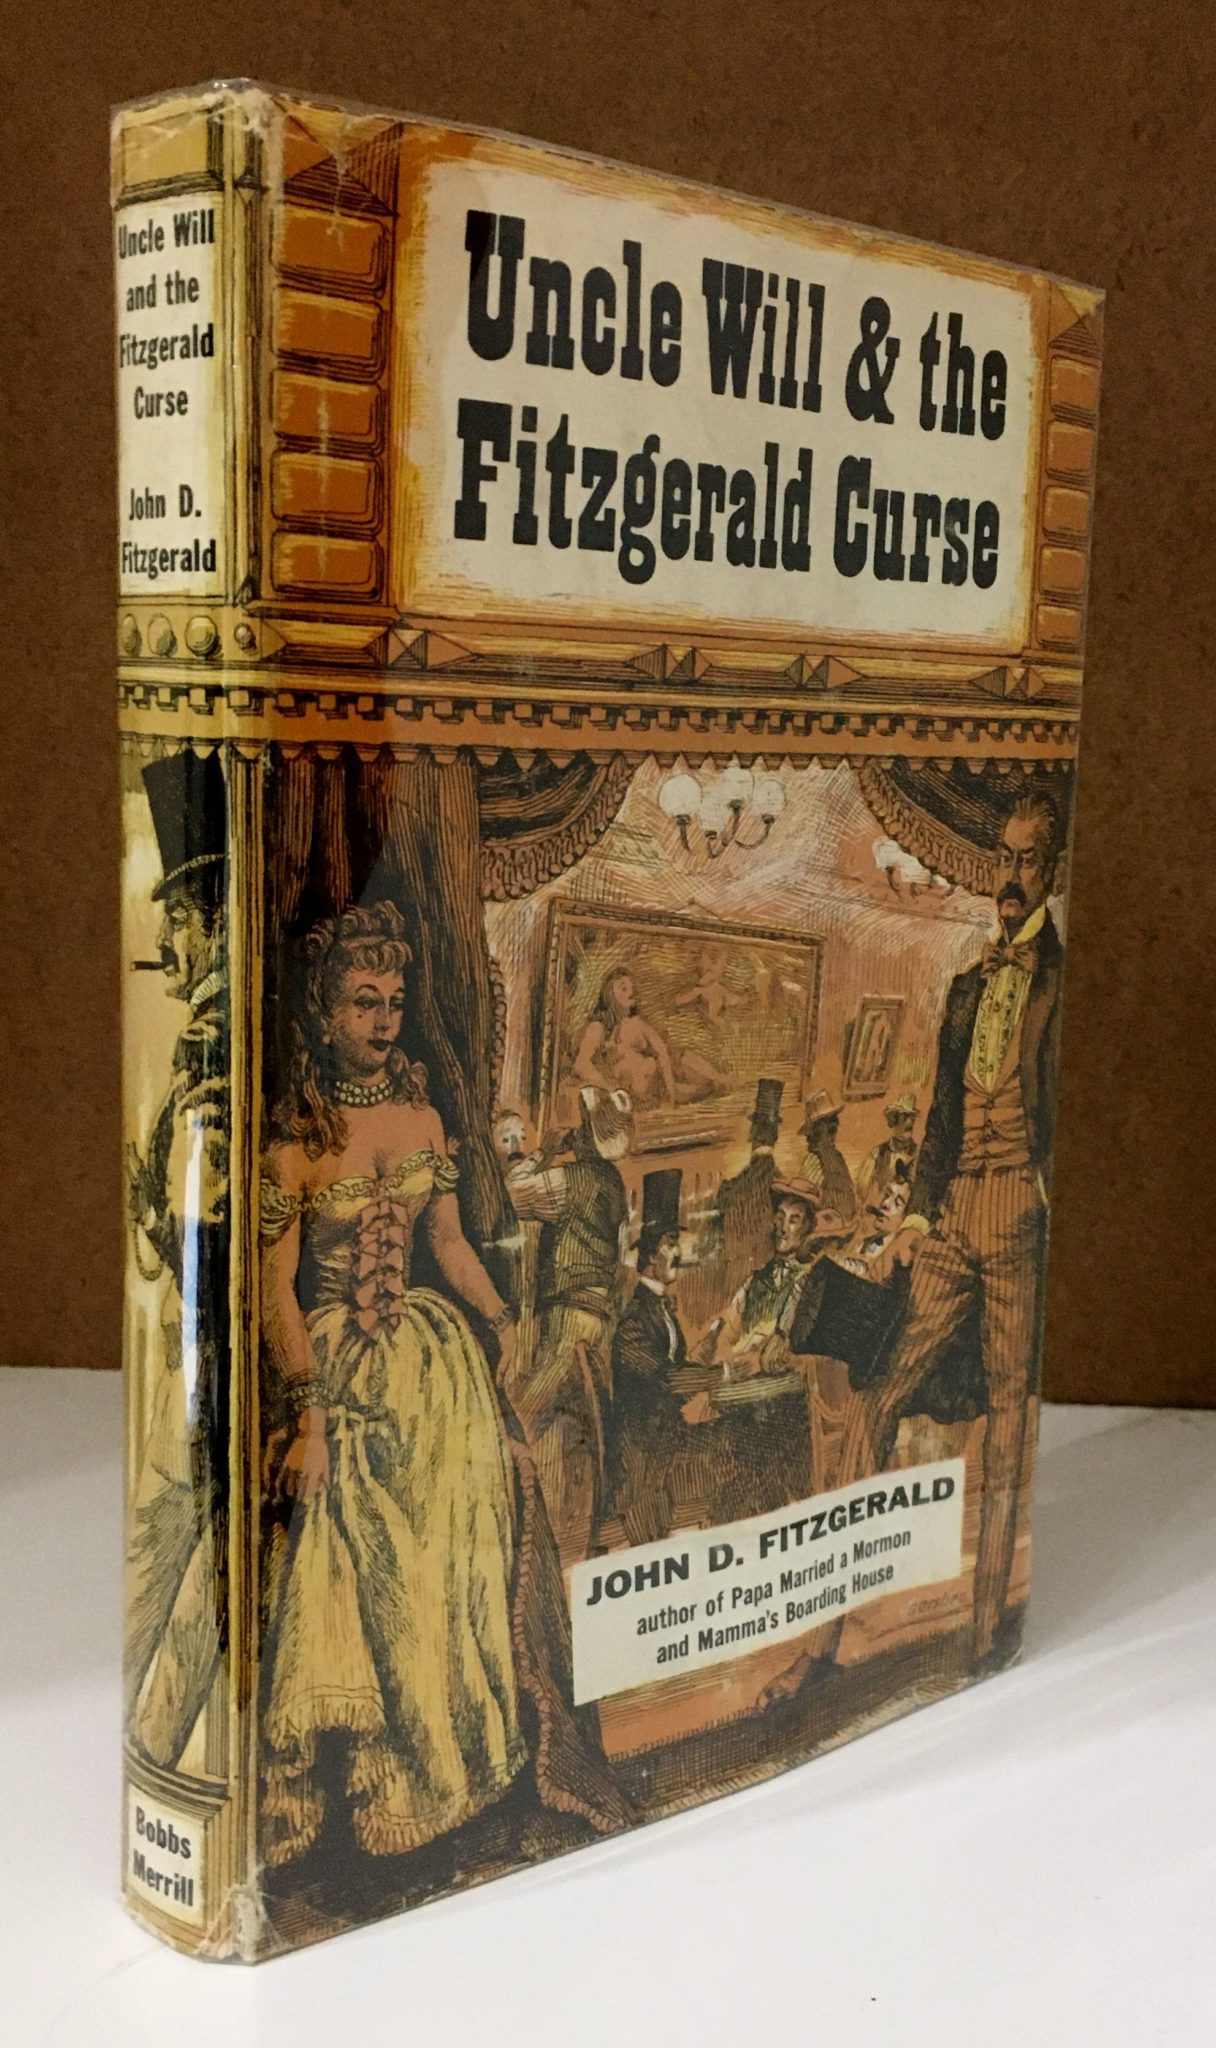 Uncle Will
and the
Fitzgerald
Curse
John D.
Fitzgerald
Bobbs
Merrill
Uncle Will & the
Fitzgerald Curse
JOHN D. FITZGERALD
author of Papa Married a Mormon
and Mamma's Boarding House